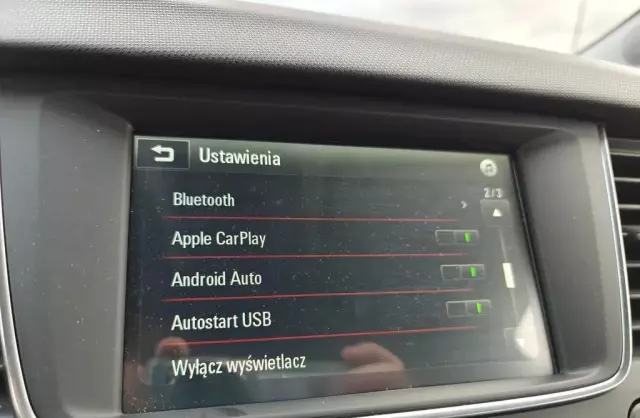 Ustawienia
2/3
Bluetooth
Apple CarPlay
Android Auto
Autostart USB
Wyłącz wyświetlacz